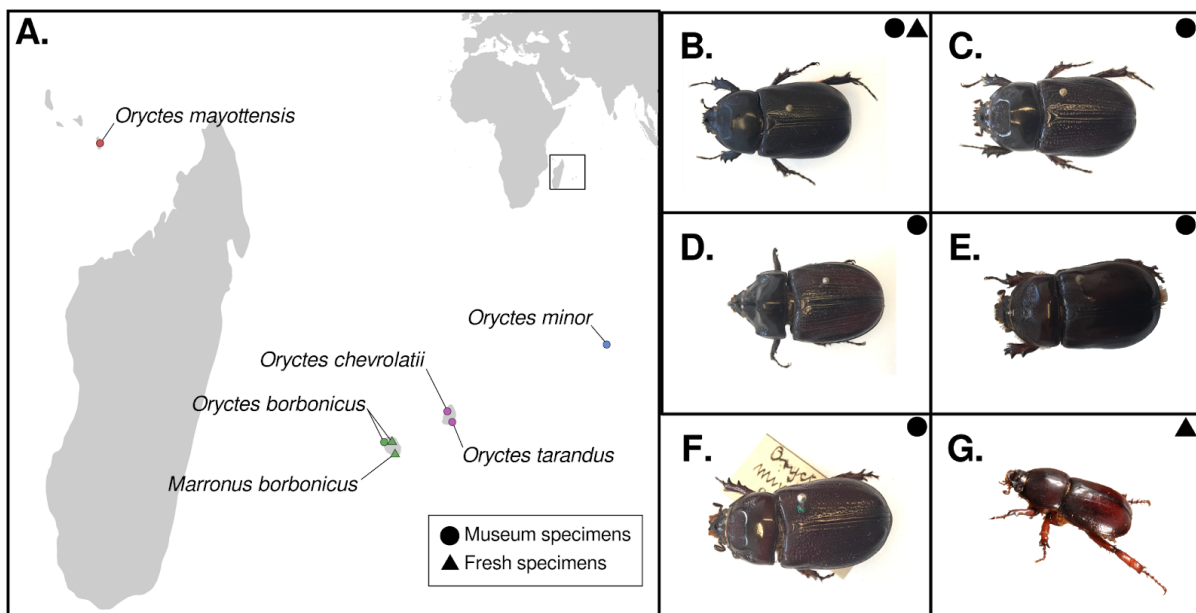 A.
Oryctes mayottensis
Oryctes minor
Oryctes chevrolatii
Oryctes borbonicus
Oryctes tarandus
Marronus borbonicus
Museum specimens
Fresh specimens
B.
C.
D.
E.
F.
G.